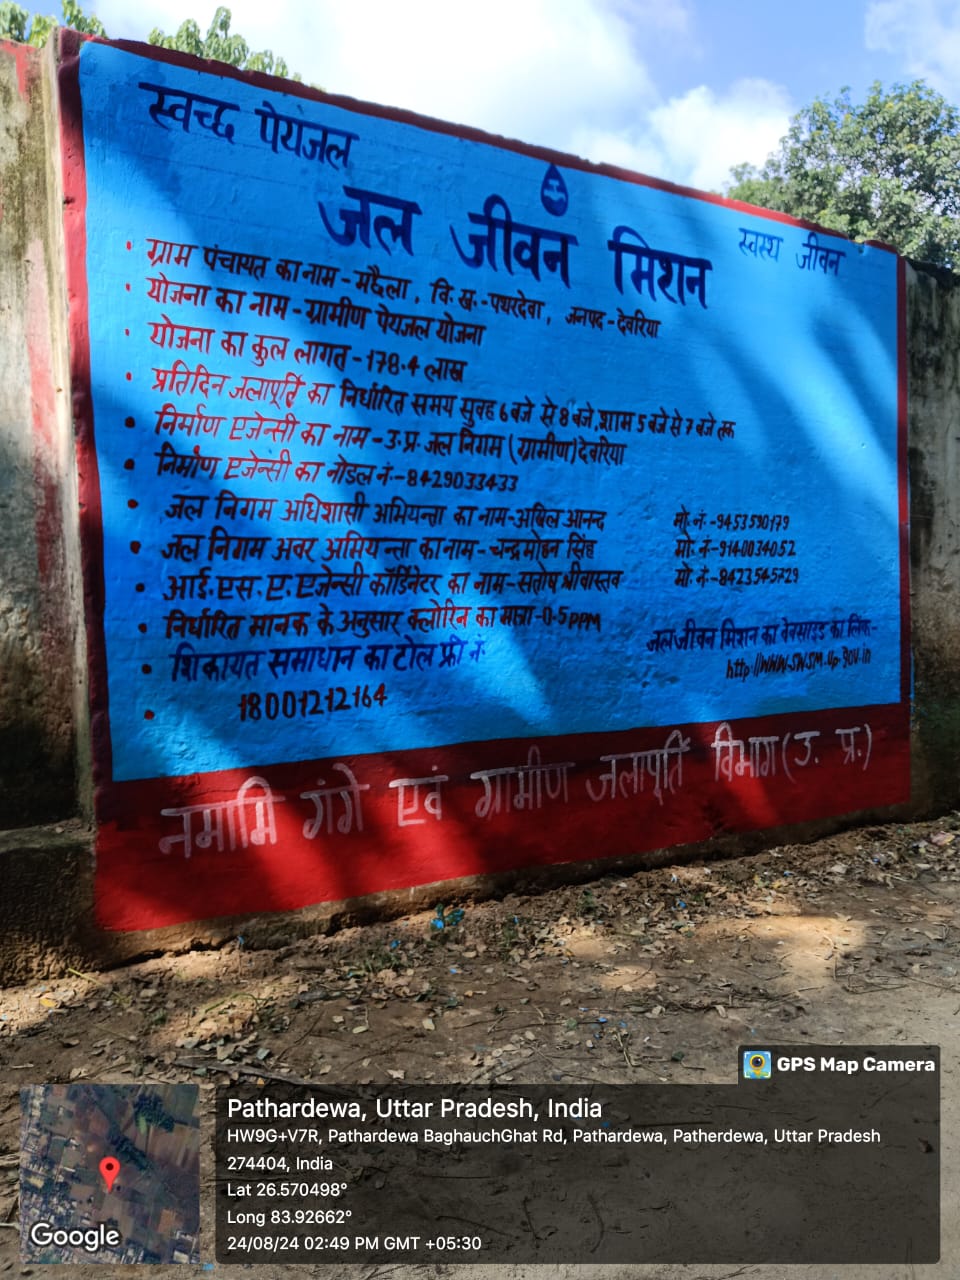 स्वच्छ पेयजल
जल जीवन मिशन
स्वस्थ जीवन
• ग्राम पंचायत का नाम - मछैला, वि. ख.:- पथरदेवा, जनपद - देवरिया
• योजना का नाम - ग्रामीण पेयजल योजना
• योजना का कुल लागत - 178.4 लाख
• प्रतिदिन जलापूर्ति का निर्धारित समय सुबह 6 बजे से 8 बजे, शाम 5 बजे से 7 बजे तक
• निर्माण एजेन्सी का नाम - उ.प्र. जल निगम (ग्रामीण) देवरिया
• निर्माण एजेन्सी का नोडल नं:- 8429033433
• जल निगम अधिशासी अभियन्ता का नाम - अखिल आनन्द मो. नं:- 9453590179
• जल निगम अवर अभियन्ता का नाम - चन्द्रमोहन सिंह मो. नं:- 9140034052
• आई.एस.ए. एजेन्सी कॉर्डिनेटर का नाम - सतोष श्रीवास्तव मो. नं:- 8423545729
• निर्धारित मानक के अनुसार क्लोरिन का मात्रा - 0.5 PPM
• शिकायत समाधान का टोल फ्री नं:
• 18001212164
जल जीवन मिशन का वेबसाइड का लिंक:-
http://www.swsm.up.gov.in
नमामि गंगे एवं ग्रामीण जलापूर्ति विभाग (उ. प्र.)
GPS Map Camera
Pathardewa, Uttar Pradesh, India
HW9G+V7R, Pathardewa BaghauchGhat Rd, Pathardewa, Patherdewa, Uttar Pradesh
274404, India
Lat 26.570498°
Long 83.92662°
24/08/24 02:49 PM GMT +05:30
Google